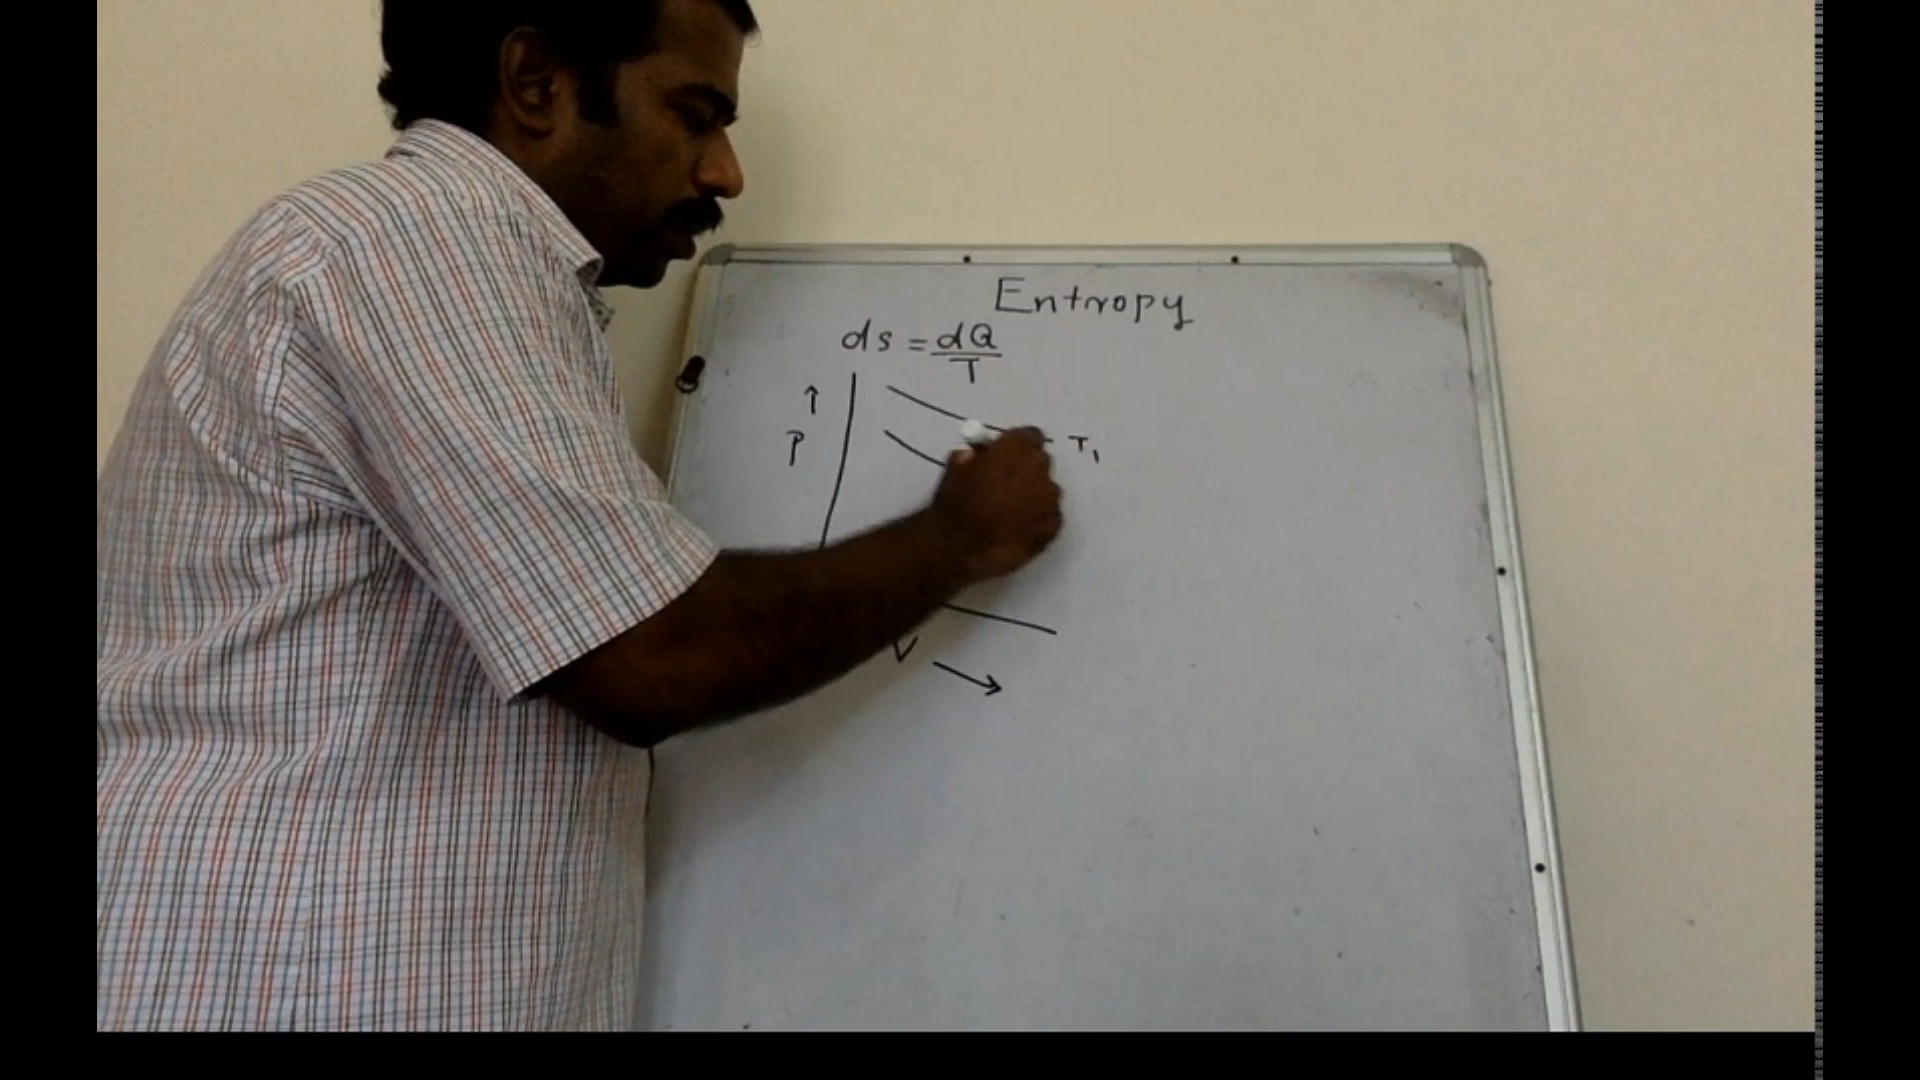 Entropy
ds = dQ/T
P
T₁
V